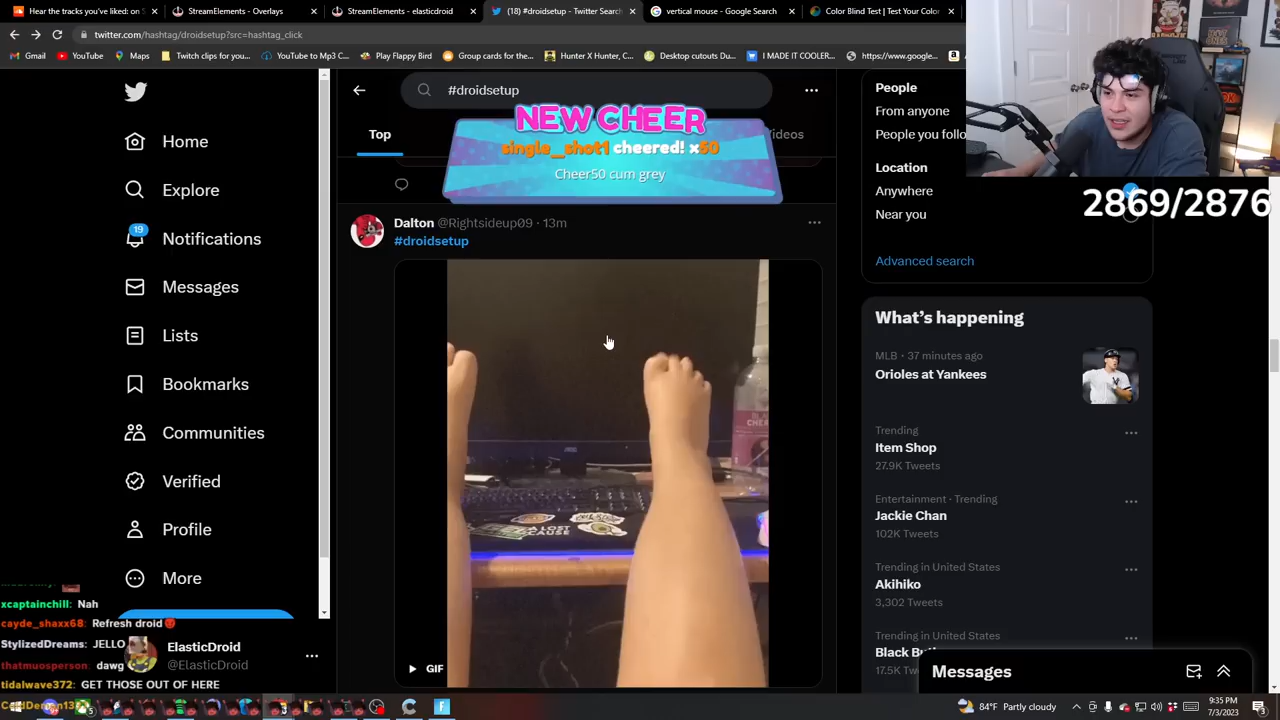 Hear the tracks you've liked: on S
StreamElements - Overlays
StreamElements - elasticdroid
(18) #droidsetup - Twitter Search
vertical mouse - Google Search
Color Blind Test | Test Your Color
twitter.com/hashtag/droidsetup?src=hashtag_click
Gmail
YouTube
Maps
Twitch clips for you...
YouTube to Mp3 C...
Play Flappy Bird
Group cards for the...
Hunter X Hunter, C...
Desktop cutouts Du...
I MADE IT COOLER...
https://www.google...
#droidsetup
Top
NEW CHEER
single_shot1 cheered! x50
Cheer50 cum grey
Home
Explore
19
Notifications
Messages
Lists
Bookmarks
Communities
Verified
Profile
More
ElasticDroid
@ElasticDroid
Dalton @Rightsideup09 · 13m
#droidsetup
GIF
People
From anyone
People you follo
Location
Anywhere
Near you
Advanced search
2869/2876
What's happening
MLB · 37 minutes ago
Orioles at Yankees
Trending
Item Shop
27.9K Tweets
Entertainment · Trending
Jackie Chan
102K Tweets
Trending in United States
Akihiko
3,302 Tweets
Trending in United States
Black
17.5K
Messages
xcaptainchill: Nah
cayde_shaxx68: Refresh droid
StylizedDreams: JELLO
thatmuosperson: dawg
tidalwave372: GET THOSE OUT OF HERE
A LOST CAUSE
84°F Partly cloudy
9:35 PM
7/3/2023